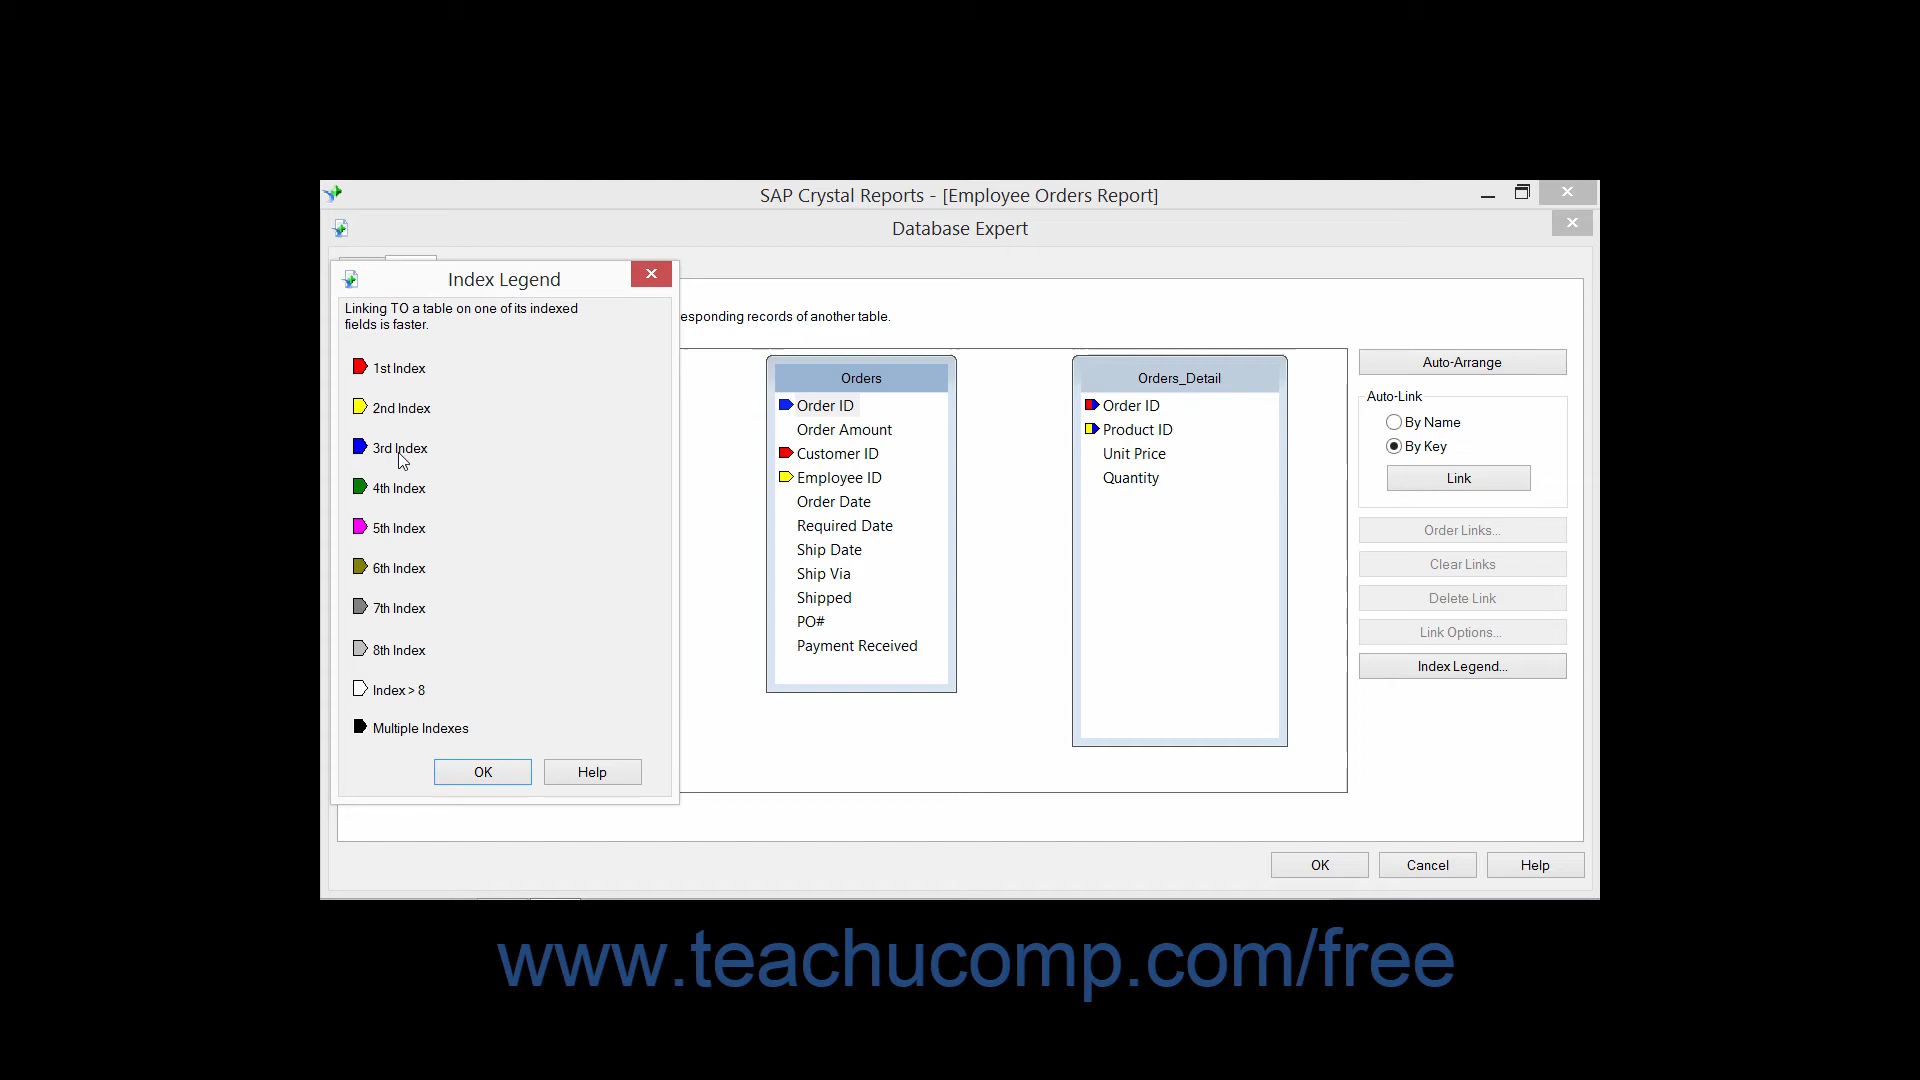 SAP Crystal Reports - [Employee Orders Report]
Database Expert
Index Legend
Linking TO a table on one of its indexed
fields is faster.
1st Index
2nd Index
3rd Index
4th Index
5th Index
6th Index
7th Index
8th Index
Index > 8
Multiple Indexes
OK
Help
esponding records of another table.
Orders
Order ID
Order Amount
Customer ID
Employee ID
Order Date
Required Date
Ship Date
Ship Via
Shipped
PO#
Payment Received
Orders_Detail
Order ID
Product ID
Unit Price
Quantity
Auto-Arrange
Auto-Link
By Name
By Key
Link
Order Links...
Clear Links
Delete Link
Link Options...
Index Legend...
OK
Cancel
Help
www.teachucomp.com/free